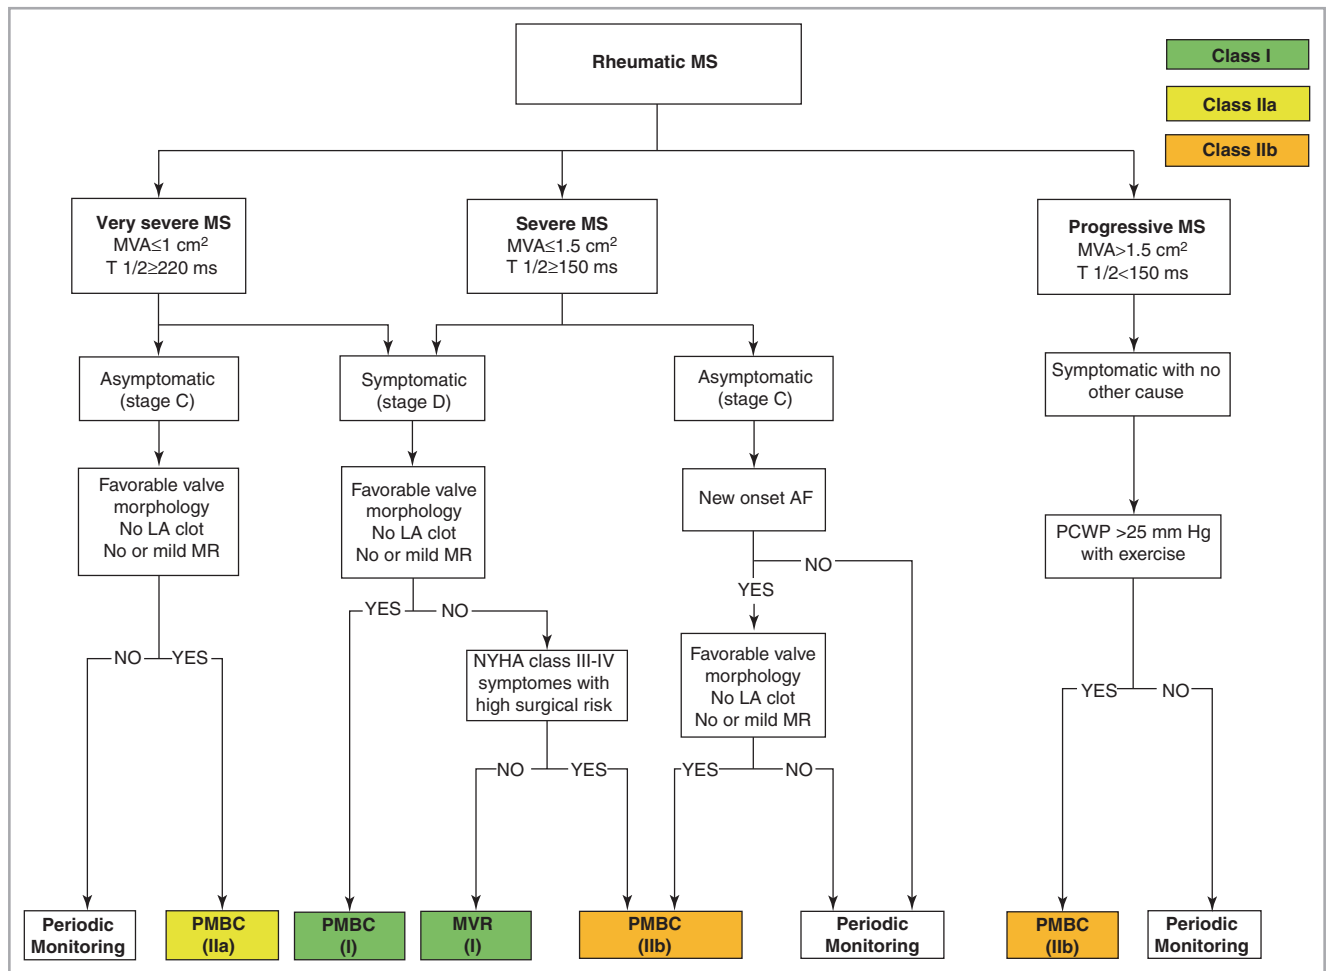 Rheumatic MS
Class I
Class IIa
Class IIb
Very severe MS
MVA≤1 cm²
T 1/2≥220 ms
Severe MS
MVA≤1.5 cm²
T 1/2≥150 ms
Progressive MS
MVA>1.5 cm²
T 1/2<150 ms
Asymptomatic
(stage C)
Symptomatic
(stage D)
Asymptomatic
(stage C)
Symptomatic with no
other cause
Favorable valve
morphology
No LA clot
No or mild MR
Favorable valve
morphology
No LA clot
No or mild MR
New onset AF
PCWP >25 mm Hg
with exercise
NO
YES
YES
NO
NYHA class III-IV
symptomes with
high surgical risk
Favorable valve
morphology
No LA clot
No or mild MR
NO
YES
YES
NO
NO
YES
YES
NO
YES
NO
Periodic
Monitoring
PMBC
(IIa)
PMBC
(I)
MVR
(I)
PMBC
(IIb)
Periodic
Monitoring
PMBC
(IIb)
Periodic
Monitoring